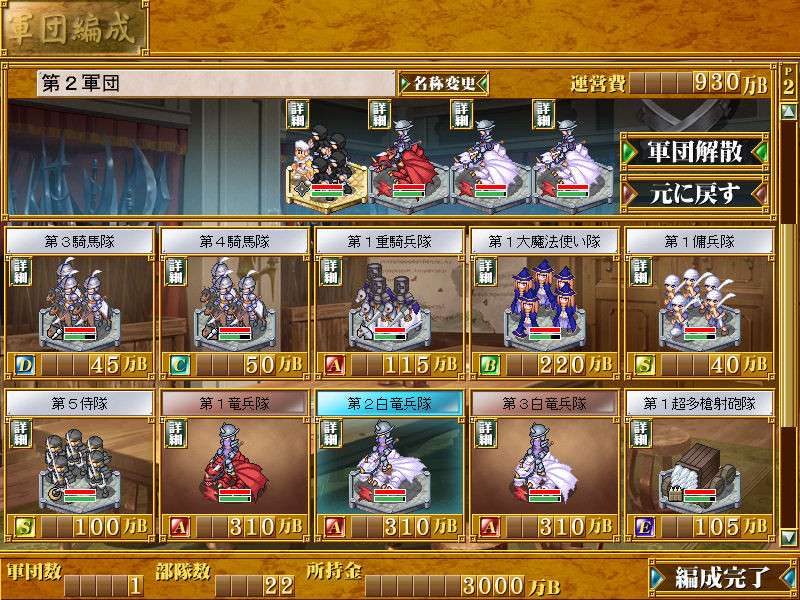 軍団編成
第2軍団
名称変更
運営費 930万B
P2
詳細 詳細 詳細 詳細
軍団解散
元に戻す
第3騎馬隊 第4騎馬隊 第1重騎兵隊 第1大魔法使い隊 第1傭兵隊
詳細 詳細 詳細 詳細 詳細
D 45万B C 50万B A 115万B B 220万B S 40万B
第5侍隊 第1竜兵隊 第2白竜兵隊 第3白竜兵隊 第1超多槍射砲隊
詳細 詳細 詳細 詳細 詳細
S 100万B A 310万B A 310万B A 310万B E 105万B
軍団数 1 部隊数 22 所持金 3000万B
編成完了